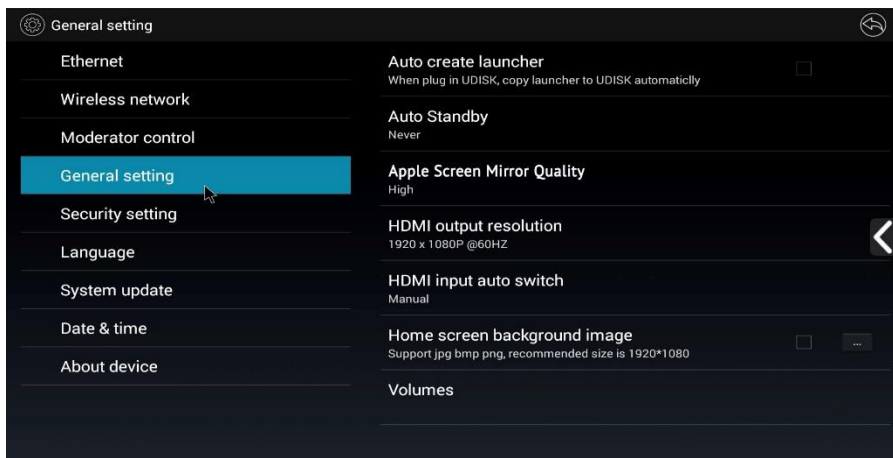 General setting
Ethernet
Wireless network
Moderator control
General setting
Security setting
Language
System update
Date & time
About device
Auto create launcher
When plug in UDISK, copy launcher to UDISK automaticlly
Auto Standby
Never
Apple Screen Mirror Quality
High
HDMI output resolution
1920 x 1080P @60HZ
HDMI input auto switch
Manual
Home screen background image
Support jpg bmp png, recommended size is 1920*1080
...
Volumes